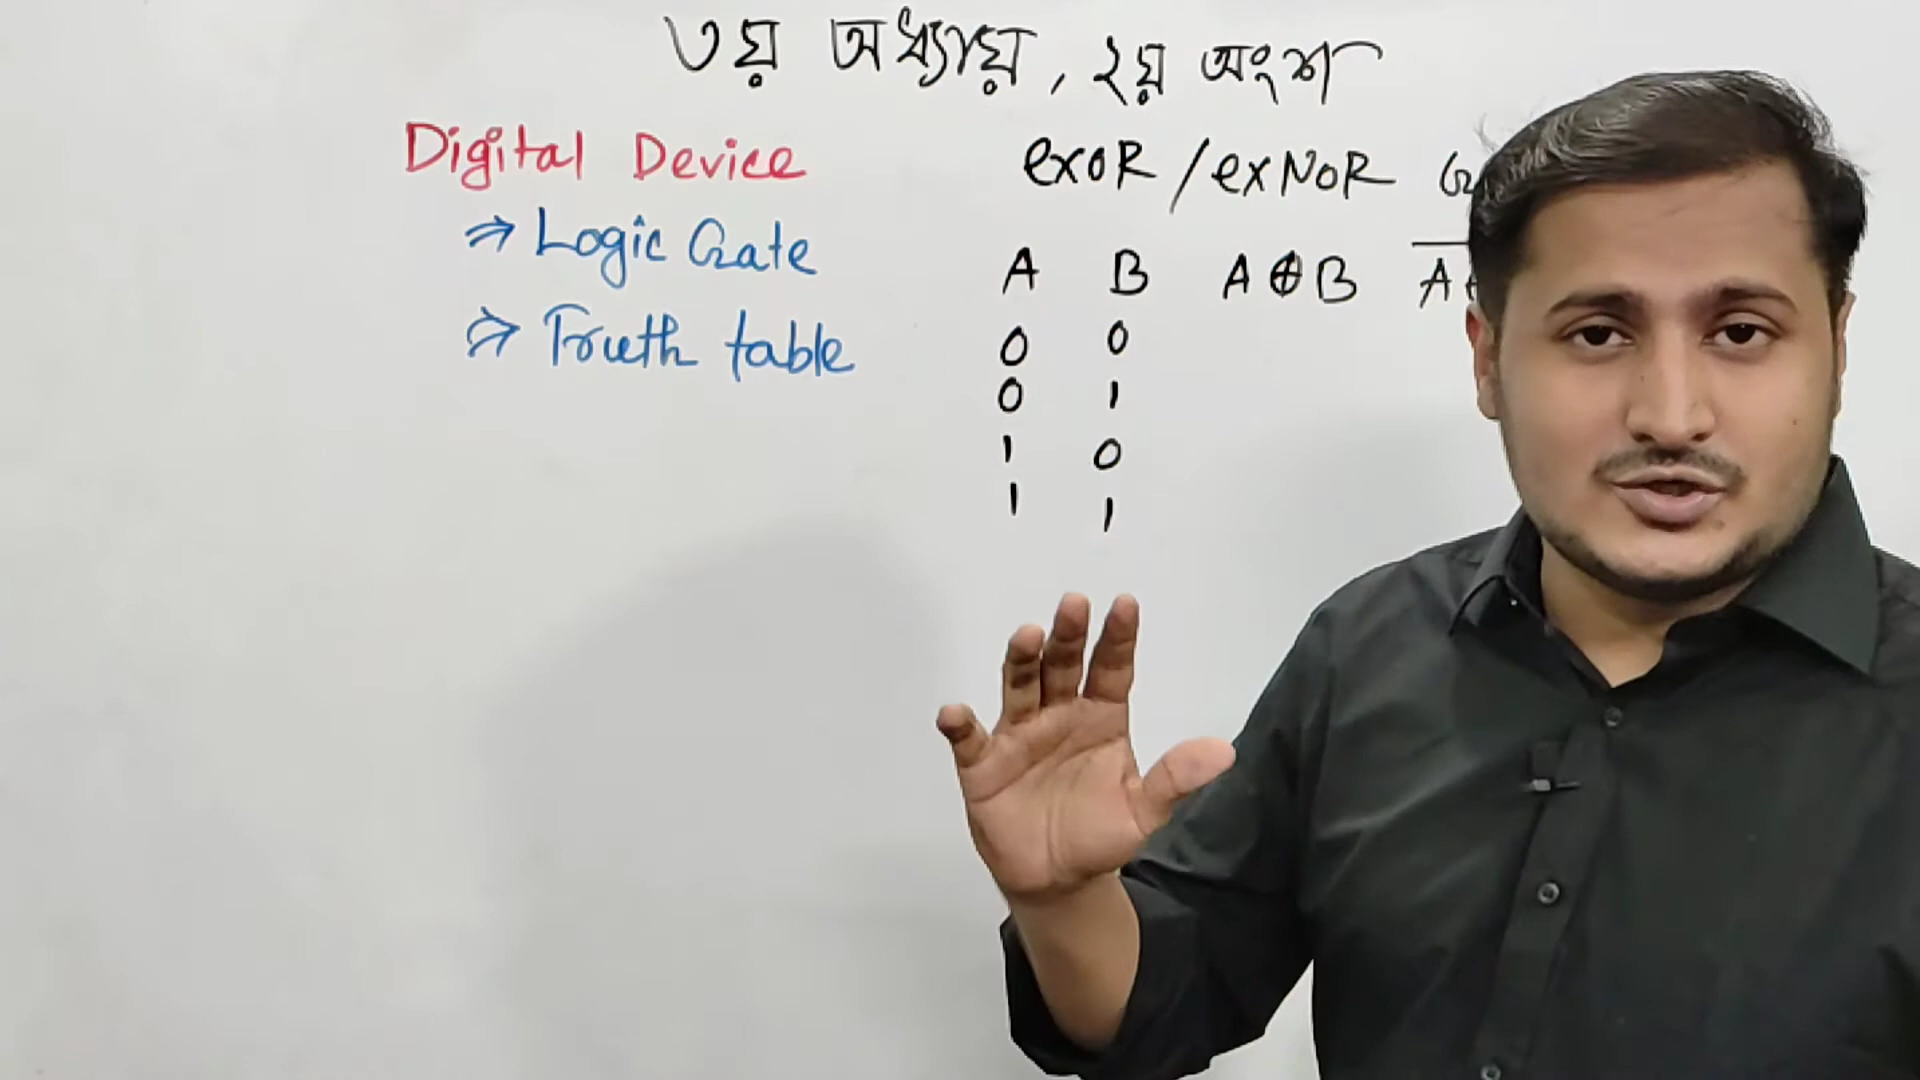 ৩য় অধ্যায়, ২য় অংশ
Digital Device
⇒ Logic Gate
⇒ Truth table
exOR / exNOR G
A B A ⊕ B A
0 0
0 1
1 0
1 1